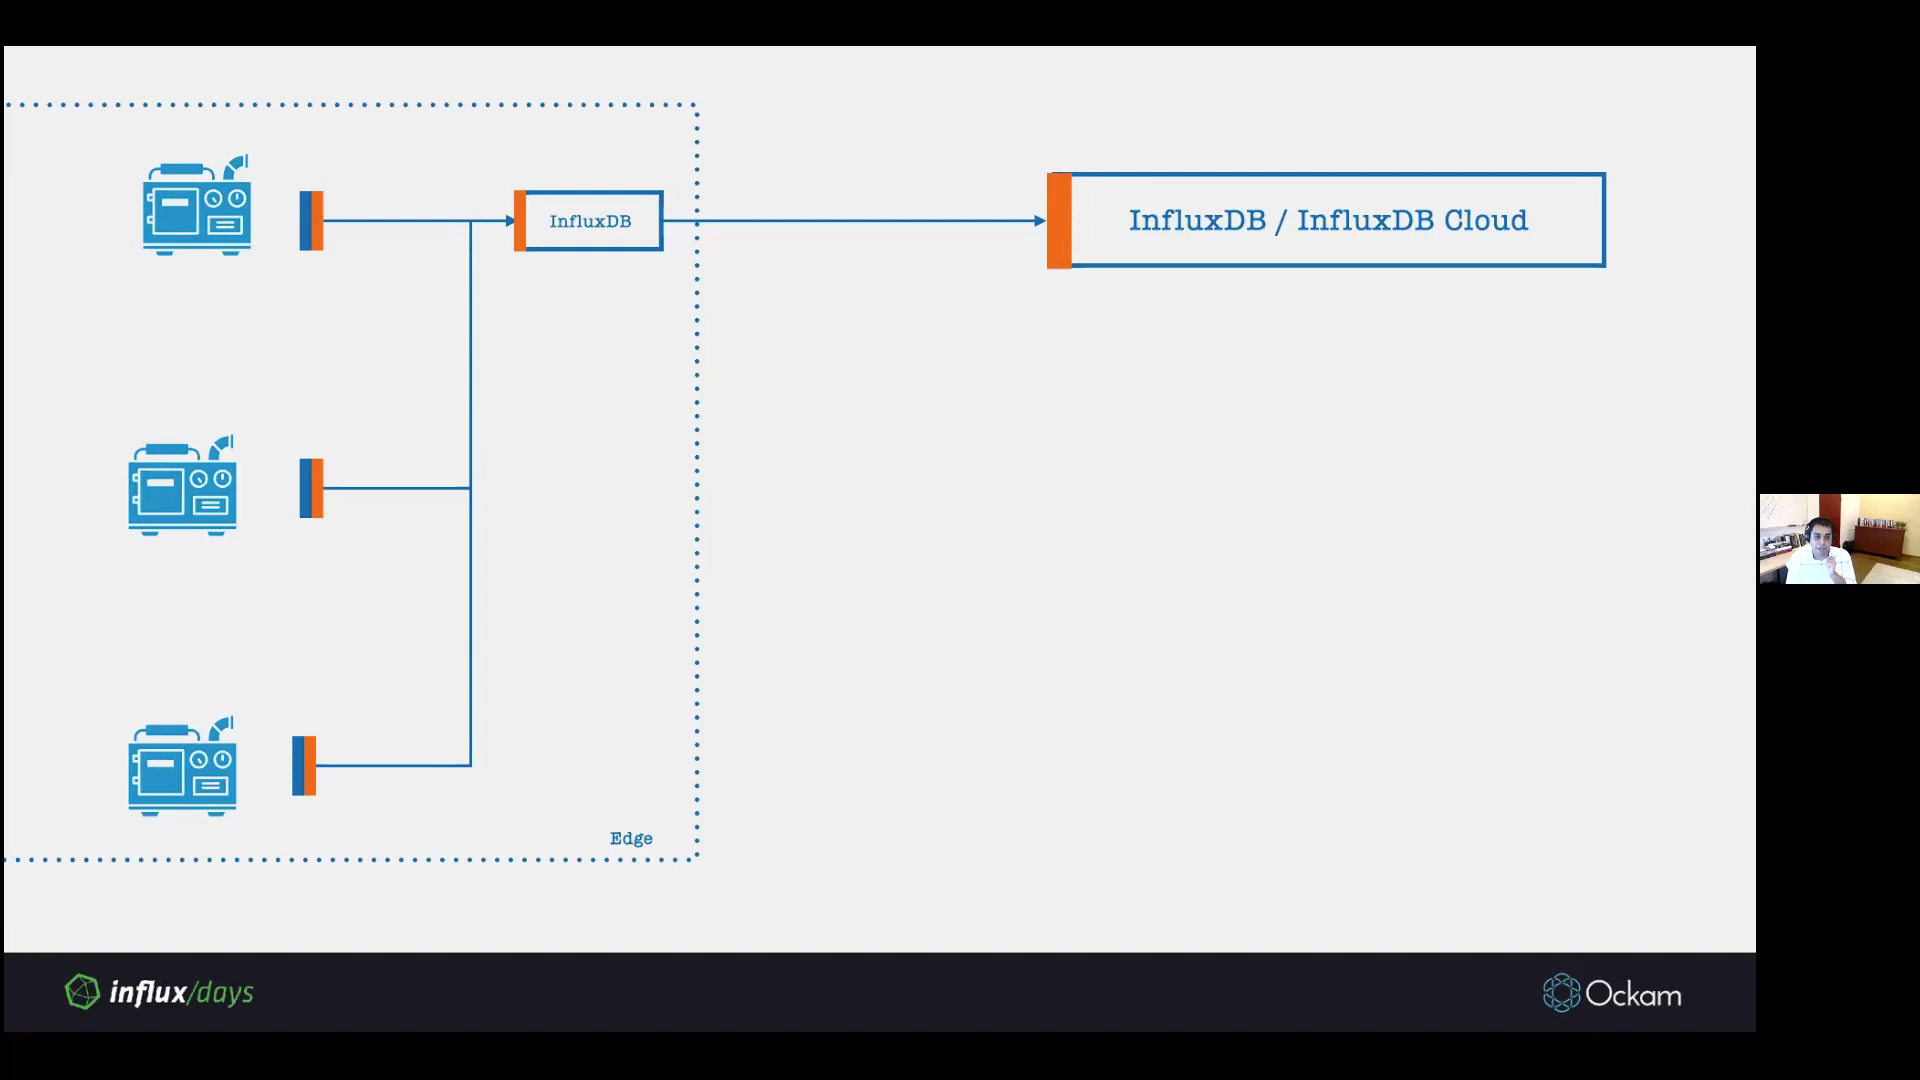 InfluxDB
InfluxDB / InfluxDB Cloud
Edge
influx/days
Ockam